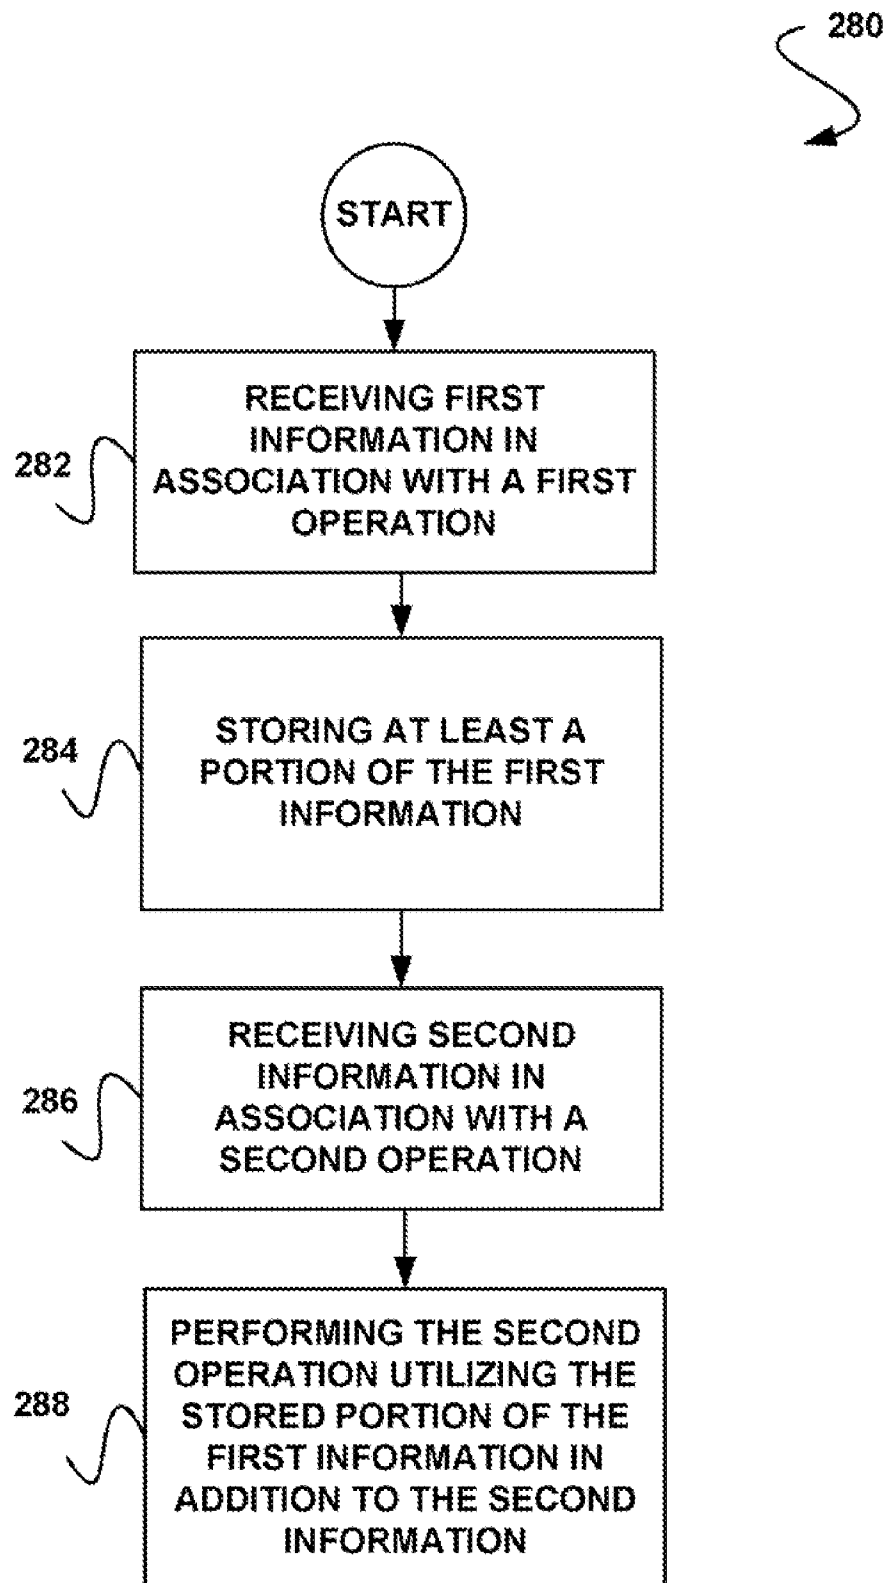 280
START
RECEIVING FIRST
INFORMATION IN
ASSOCIATION WITH A FIRST
OPERATION
282
STORING AT LEAST A
PORTION OF THE FIRST
INFORMATION
284
RECEIVING SECOND
INFORMATION IN
ASSOCIATION WITH A
SECOND OPERATION
286
PERFORMING THE SECOND
OPERATION UTILIZING THE
STORED PORTION OF THE
FIRST INFORMATION IN
ADDITION TO THE SECOND
INFORMATION
288